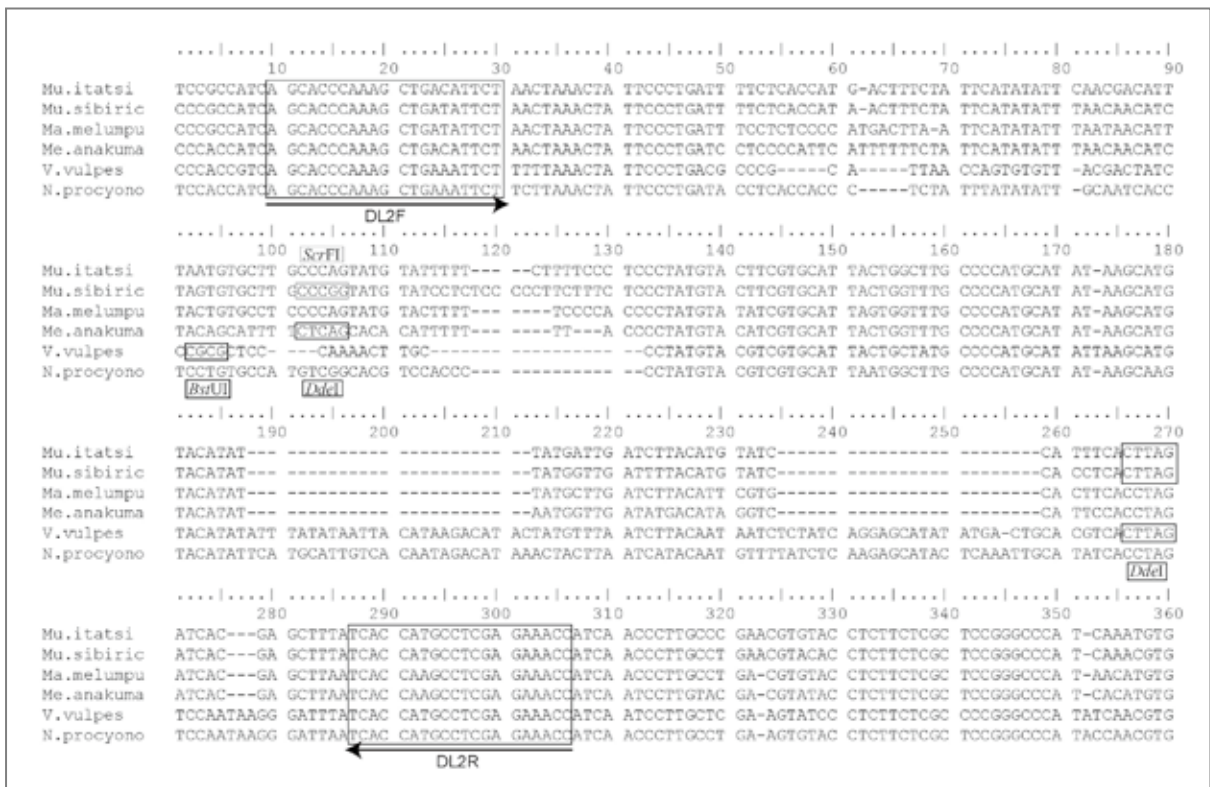 ....|....| ....|....| ....|....| ....|....| ....|....| ....|....| ....|....| ....|....| ....|....|
10 20 30 40 50 60 70 80 90
Mu.itatsi TCCGCCATCA GCACCCAAAG CTGACATTCT AACTAAACTA TTCCCTGATT TTCTCACCAT G-ACTTTCTA TTCATATATT CAACGACATT
Mu.sibiric CCCGCCATCA GCACCCAAAG CTGATATTCT AACTAAACTA TTCCCTGATT TTCTCACCAT A-ACTTTCTA TTCATATATT TAACAACATC
Ma.melumpu CCCGCCATCA GCACCCAAAG CTGATATTCT AACTAAACTA TTCCCTGATT TCCTCTCCCC ATGACTTA-A TTCATATATT TAATAACATT
Me.anakuma CCCACCATCA GCACCCAAAG CTGACATTCT AACTAAACTA TTCCCTGATC CTCCCCATTC ATTTTTTCTA TTCATATATT TAACAACATC
V.vulpes CCCACCGTCA GCACCCAAAG CTGAAATTCT TTTTAAACTA TTCCCTGACG CCCG-----C A-----TTAA CCAGTGTGTT -ACGACTATC
N.procyono TCCACCATCA GCACCCAAAG CTGAAATTCT TCTTAAACTA TTCCCTGATA CCTCACCACC C-----TCTA TTTATATATT -GCAATCACC
DL2F
....|....| ....|....| ....|....| ....|....| ....|....| ....|....| ....|....| ....|....| ....|....|
100 110 120 130 140 150 160 170 180
ScrFI
Mu.itatsi TAATGTGCTT GCCCAGTATG TATTTTT--- --CTTTTCCC TCCCTATGTA CTTCGTGCAT TACTGGCTTG CCCCATGCAT AT-AAGCATG
Mu.sibiric TAGTGTGCTT GCCCGGTATG TATCCTCTCC CCCTTCTTTC TCCCTATGTA CTTCGTGCAT TACTGGTTTG CCCCATGCAT AT-AAGCATG
Ma.melumpu TACTGTGCCT CCCCAGTATG TACTTTT--- --TCCCCA CCCCTATGTA TATCGTGCAT TAGTGGTTTG CCCCATGCAT AT-AAGCATG
Me.anakuma TACAGCATTT TCTCAGCACA CATTTTT--- --TT---A CCCCTATGTA CATCGTGCAT TACTGGTTTG CCCCATGCAT AT-AAGCATG
V.vulpes CCGCGCTCC- ---CAAAACT TGC------- ---------- --CCTATGTA CGTCGTGCAT TACTGCTATG CCCCATGCAT ATTAAGCATG
N.procyono TCCTGTGCCA TGTCGGCACG TCCACCC--- ---------- --CCTATGTA CGTCGTGCAT TAATGGCTTG CCCCATGCAT AT-AAGCAAG
BstUI DdeI
....|....| ....|....| ....|....| ....|....| ....|....| ....|....| ....|....| ....|....| ....|....|
190 200 210 220 230 240 250 260 270
Mu.itatsi TACATAT--- ---------- ---------- --TATGATTG ATCTTACATG TATC------ ---------- --------CA TTTCACTTAG
Mu.sibiric TACATAT--- ---------- ---------- --TATGGTTG ATTTTACATG TATC------ ---------- --------CA CCTCACTTAG
Ma.melumpu TACATAT--- ---------- ---------- --TATGCTTG ATCTTACATT CGTG------ ---------- --------CA CTTCACCTAG
Me.anakuma TACATAT--- ---------- ---------- --AATGGTTG ATATGACATA GGTC------ ---------- --------CA TTCCACCTAG
V.vulpes TACATATATT TATATAATTA CATAAGACAT ACTATGTTTA ATCTTACAAT AATCTCTATC AGGAGCATAT ATGA-CTGCA CGTCACTTAG
N.procyono TACATATTCA TGCATTGTCA CAATAGACAT AAACTACTTA ATCATACAAT GTTTTATCTC AAGAGCATAC TCAAATTGCA TATCACCTAG
DdeI
....|....| ....|....| ....|....| ....|....| ....|....| ....|....| ....|....| ....|....| ....|....|
280 290 300 310 320 330 340 350 360
Mu.itatsi ATCAC---GA GCTTTATCAC CATGCCTCGA GAAACCATCA ACCCTTGCCC GAACGTGTAC CTCTTCTCGC TCCGGGCCCA T-CAAATGTG
Mu.sibiric ATCAC---GA GCTTTATCAC CATGCCTCGA GAAACCATCA ACCCTTGCCT GAACGTACAC CTCTTCTCGC TCCGGGCCCA T-CAAACGTG
Ma.melumpu ATCAC---GA GCTTAATCAC CAAGCCTCGA GAAACCATCA ACCCTTGCCT GA-CGTGTAC CTCTTCTCGC TCCGGGCCCA T-AACATGTG
Me.anakuma ATCAC---GA GCTTAATCAC CAAGCCTCGA GAAACCATCA ATCCTTGTAC GA-CGTATAC CTCTTCTCGC TCCGGGCCCA T-CACATGTG
V.vulpes TCCAATAAGG GATTTATCAC CATGCCTCGA GAAACCATCA ATCCTTGCTC GA-AGTATCC CTCTTCTCGC CCCGGGCCCA TATCAACGTG
N.procyono TCCAATAAGG GATTAATCAC CATGCCTCGA GAAACCATCA ACCCTTGCCT GA-AGTGTAC CTCTTCTCGC TCCGGGCCCA TACCAACGTG
DL2R